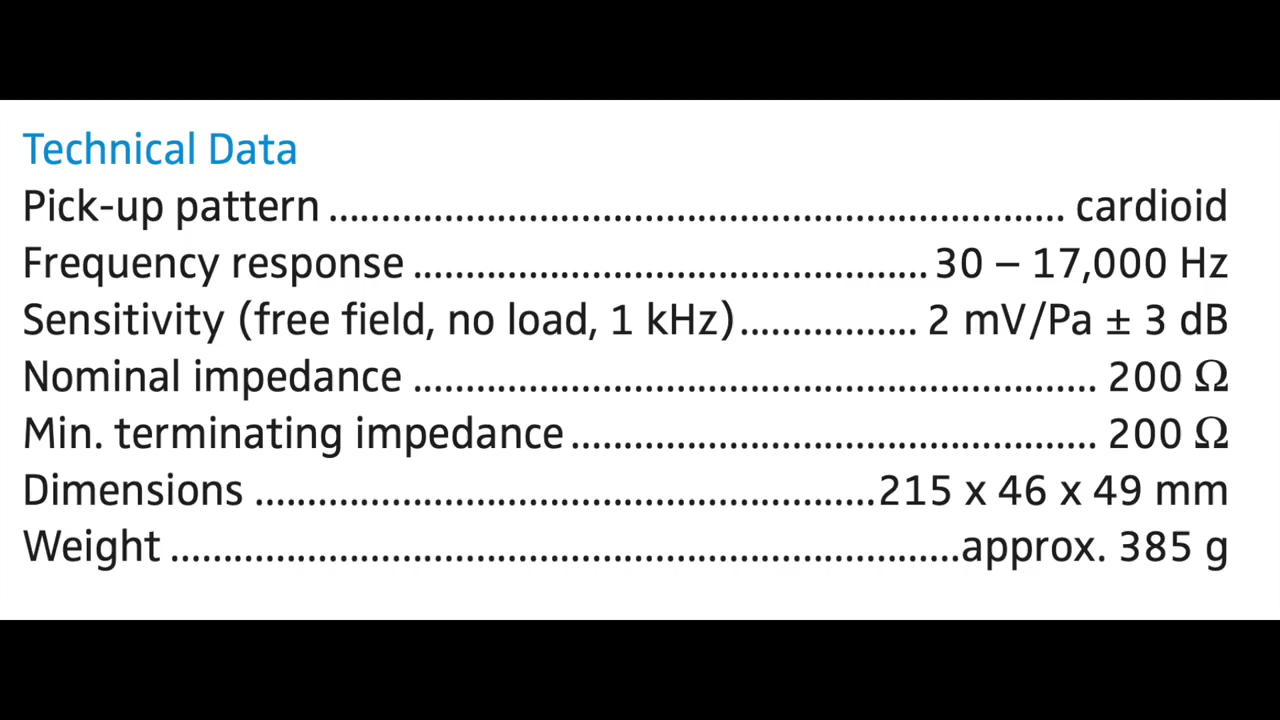 Technical Data
Pick-up pattern ...................................................................... cardioid
Frequency response ................................................. 30 – 17,000 Hz
Sensitivity (free field, no load, 1 kHz)................. 2 mV/Pa ± 3 dB
Nominal impedance ................................................................. 200 Ω
Min. terminating impedance.................................................. 200 Ω
Dimensions ...........................................................215 x 46 x 49 mm
Weight ...........................................................................approx. 385 g